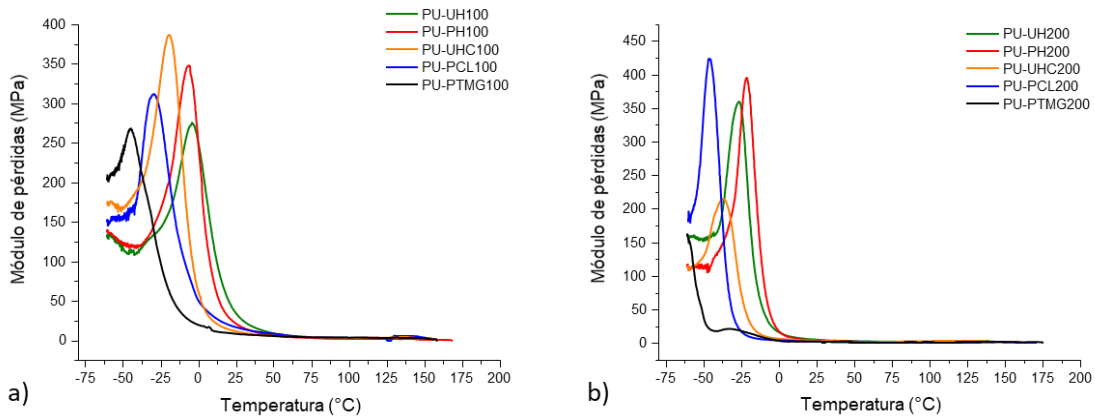 PU-UH100
PU-PH100
PU-UHC100
PU-PCL100
PU-PTMG100
Módulo de pérdidas (MPa)
400
350
300
250
200
150
100
50
0
-75 -50 -25 0 25 50 75 100 125 150 175 200
Temperatura (°C)
a)
PU-UH200
PU-PH200
PU-UHC200
PU-PCL200
PU-PTMG200
Módulo de pérdidas (MPa)
450
400
350
300
250
200
150
100
50
0
-75 -50 -25 0 25 50 75 100 125 150 175 200
Temperatura (°C)
b)